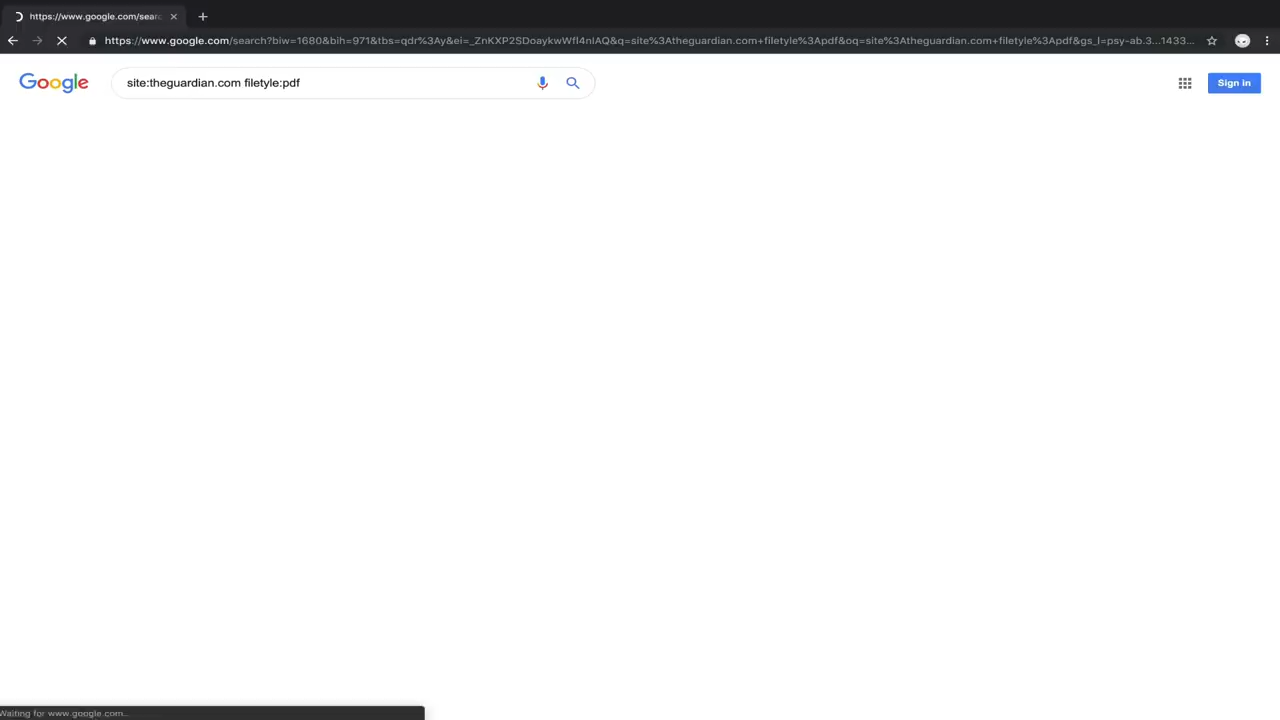 https://www.google.com/searc
https://www.google.com/search?biw=1680&bih=971&tbs=qdr%3Ay&ei=_ZnKXP2SDoaykwWfl4nIAQ&q=site%3Atheguardian.com+filetyle%3Apdf&oq=site%3Atheguardian.com+filetyle%3Apdf&gs_l=psy-ab.3...1433...
Google
site:theguardian.com filetyle:pdf
Sign in
Waiting for www.google.com...